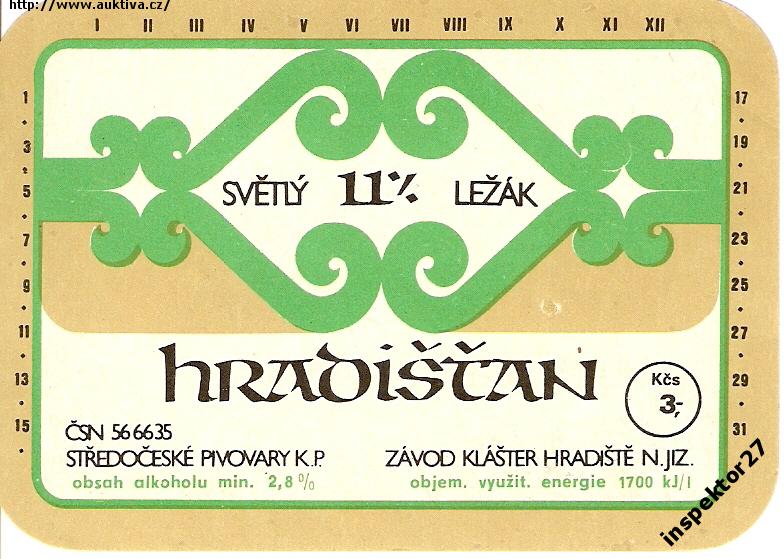 http://www.auktiva.cz/
I II III IV V VI VII VIII IX X XI XII
1 · 3 · 5 · 7 · 9 · 11 · 13 · 15 ·
17 · 19 · 21 · 23 · 25 · 27 · 29 · 31
SVĚTLÝ 11% LEŽÁK
hradišťan
Kčs
3,-
ČSN 56 6635
STŘEDOČESKÉ PIVOVARY K.P. ZÁVOD KLÁŠTER HRADIŠTĚ N. JIZ.
obsah alkoholu min. 2,8% objem. využit. energie 1700 kJ/l
inspektor27